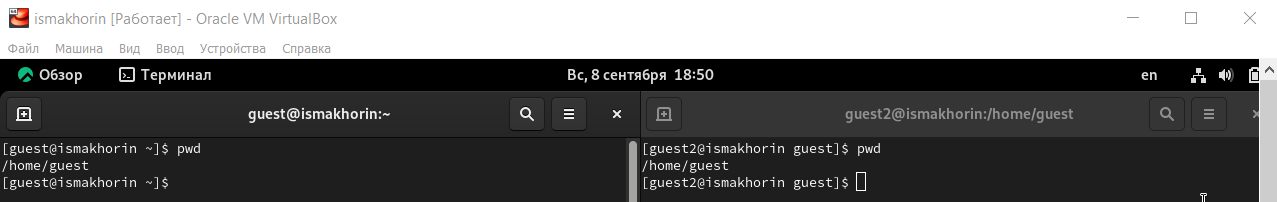 ismakhorin [Работает] - Oracle VM VirtualBox
Файл Машина Вид Ввод Устройства Справка
Обзор Терминал Вс, 8 сентября 18:50 en
guest@ismakhorin:~
[guest@ismakhorin ~]$ pwd
/home/guest
[guest@ismakhorin ~]$
guest2@ismakhorin:/home/guest
[guest2@ismakhorin guest]$ pwd
/home/guest
[guest2@ismakhorin guest]$